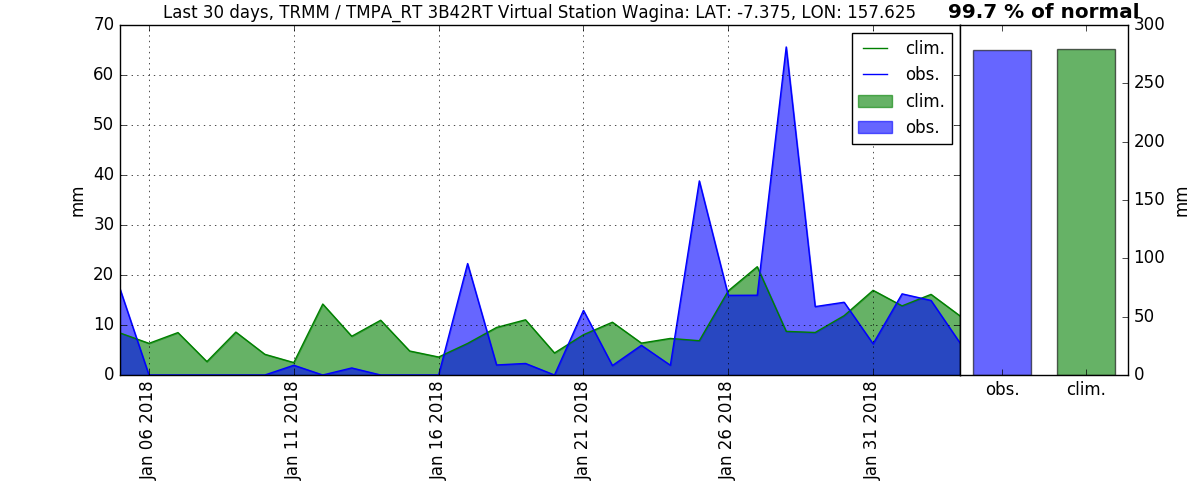 Last 30 days, TRMM / TMPA_RT 3B42RT Virtual Station Wagina: LAT: -7.375, LON: 157.625
99.7 % of normal
70
60
50
40
30
20
10
0
mm
clim.
obs.
clim.
obs.
Jan 06 2018
Jan 11 2018
Jan 16 2018
Jan 21 2018
Jan 26 2018
Jan 31 2018
300
250
200
150
100
50
0
mm
obs.
clim.